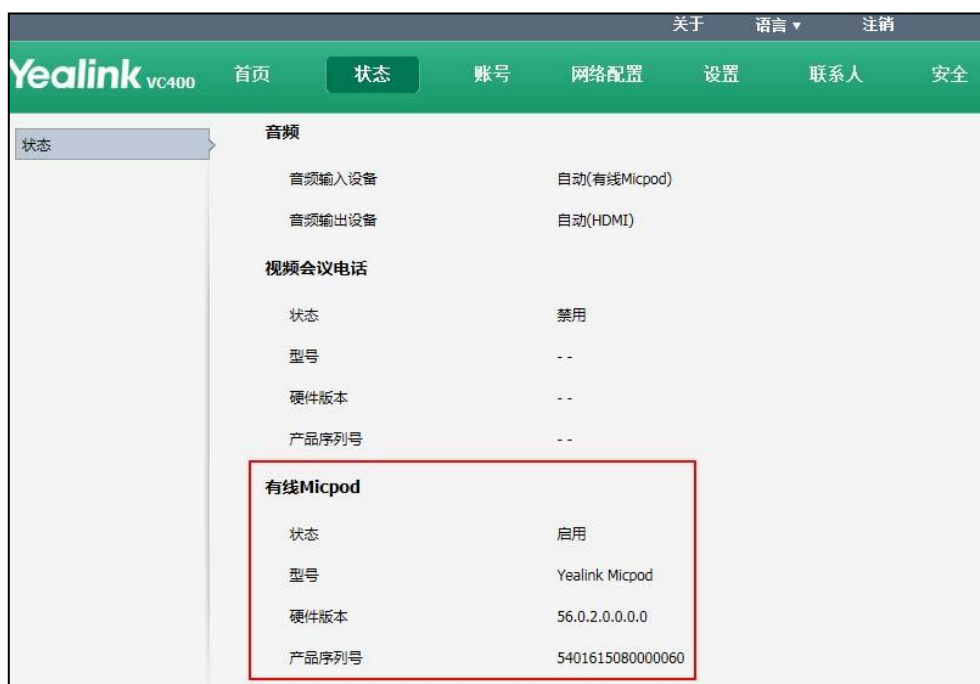 关于 语言 ▼ 注销
Yealink VC400 首页 状态 账号 网络配置 设置 联系人 安全
状态
音频
音频输入设备 自动(有线Micpod)
音频输出设备 自动(HDMI)
视频会议电话
状态 禁用
型号 - -
硬件版本 - -
产品序列号 - -
有线Micpod
状态 启用
型号 Yealink Micpod
硬件版本 56.0.2.0.0.0.0
产品序列号 5401615080000060